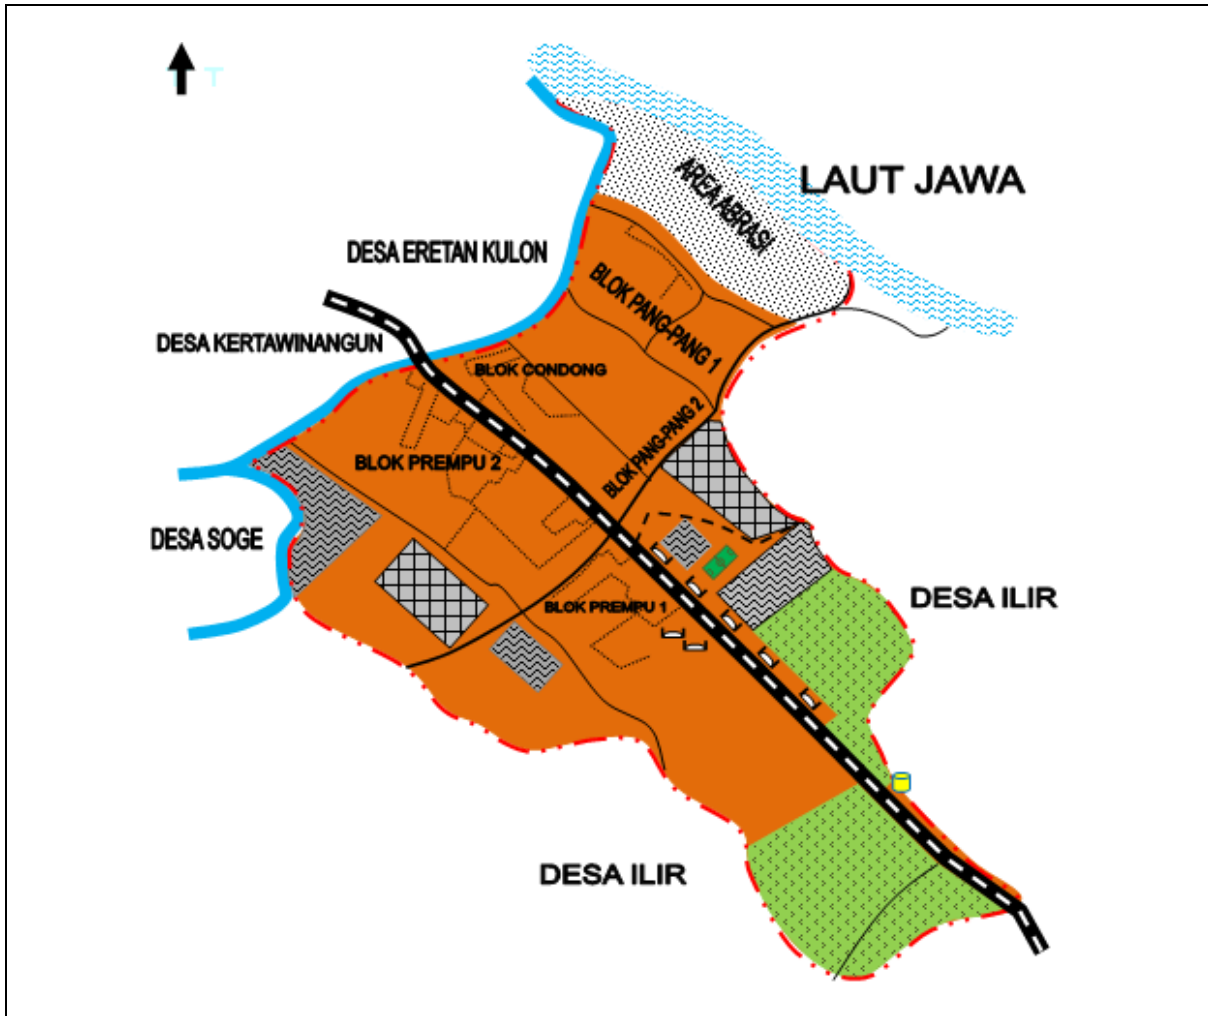 T
LAUT JAWA
AREA ABRASI
DESA ERETAN KULON
BLOK PANG-PANG 1
DESA KERTAWINANGUN
BLOK CONDONG
BLOK PANG-PANG 2
BLOK PREMPU 2
DESA SOGE
BLOK PREMPU 1
DESA ILIR
DESA ILIR